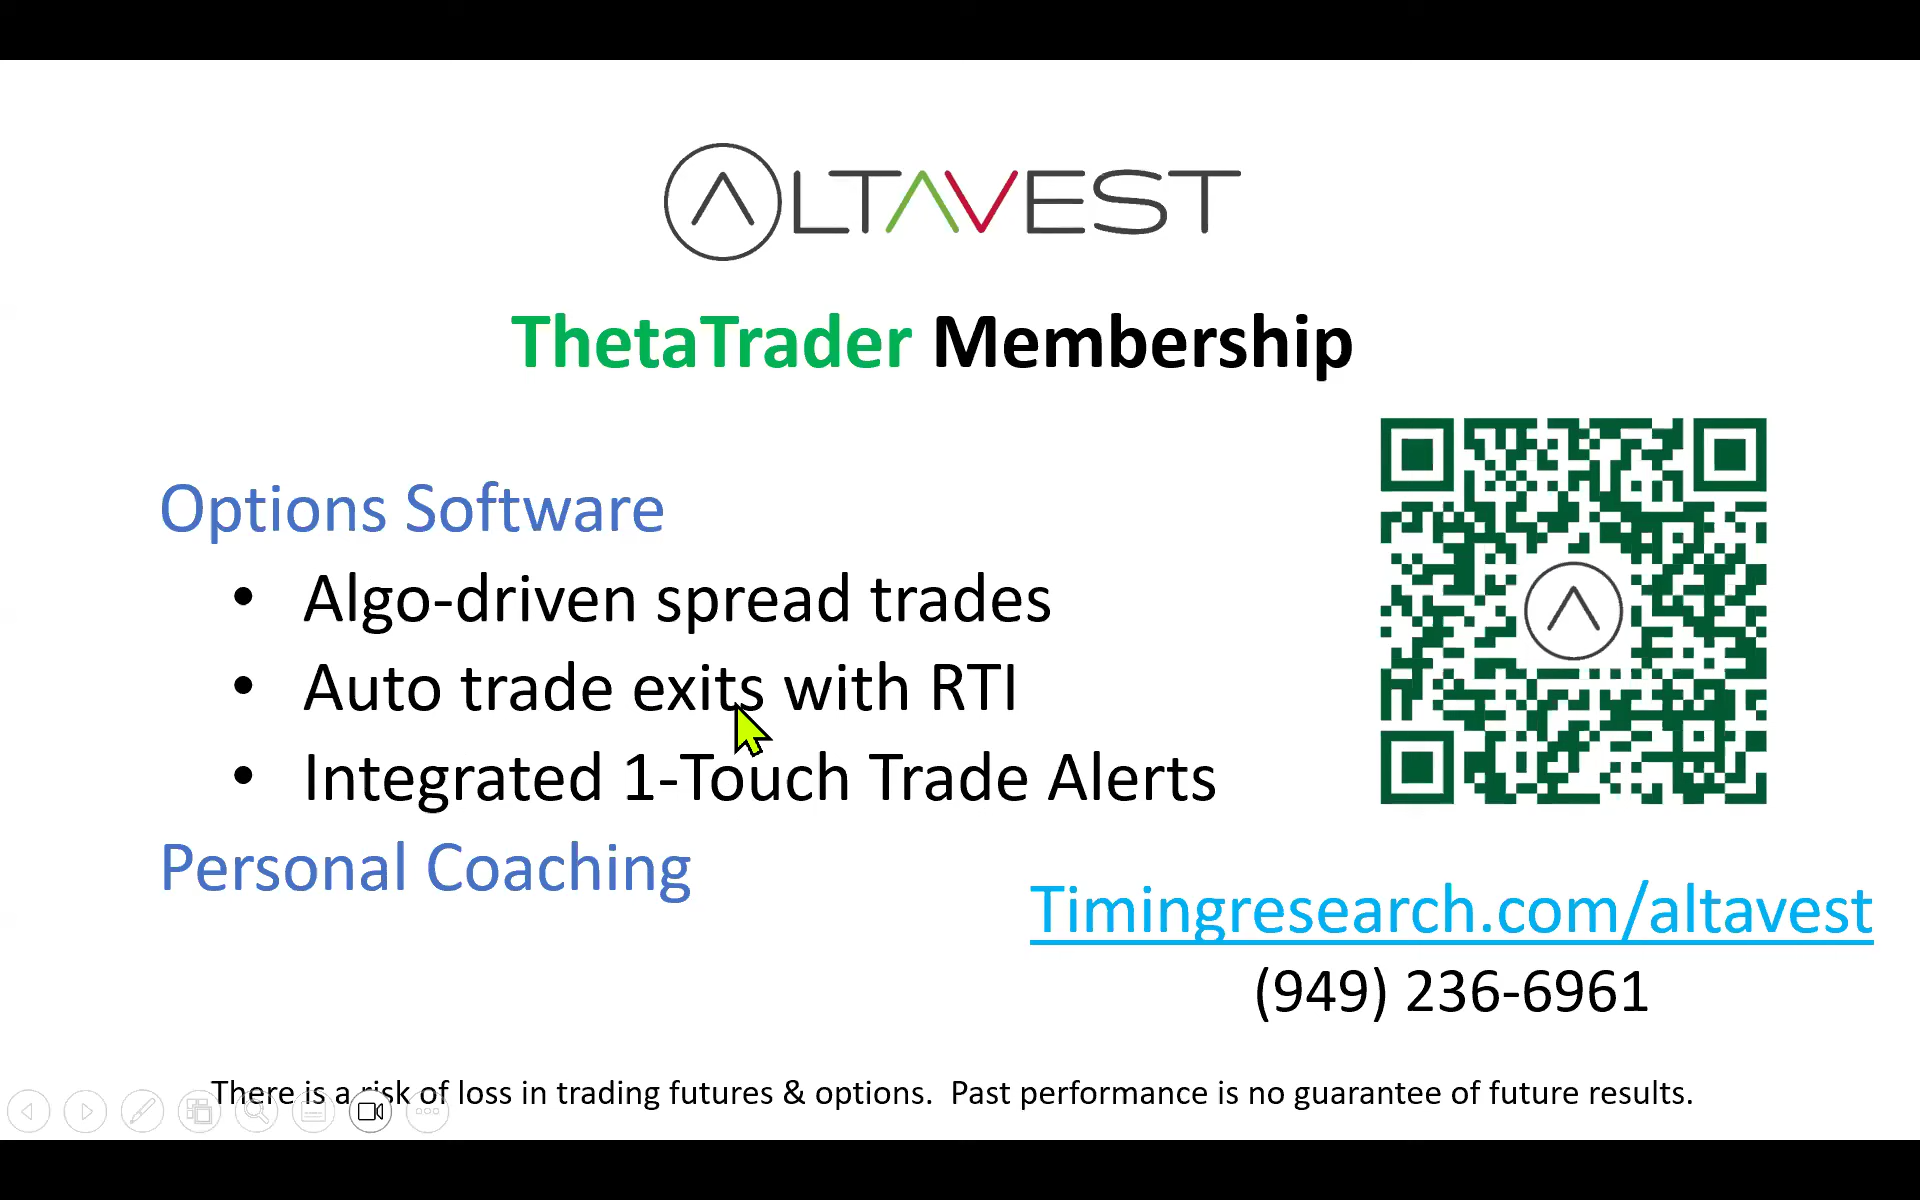 ALTAVEST
ThetaTrader Membership
Options Software
• Algo-driven spread trades
• Auto trade exits with RTI
• Integrated 1-Touch Trade Alerts
Personal Coaching
Timingresearch.com/altavest
(949) 236-6961
There is a risk of loss in trading futures & options. Past performance is no guarantee of future results.